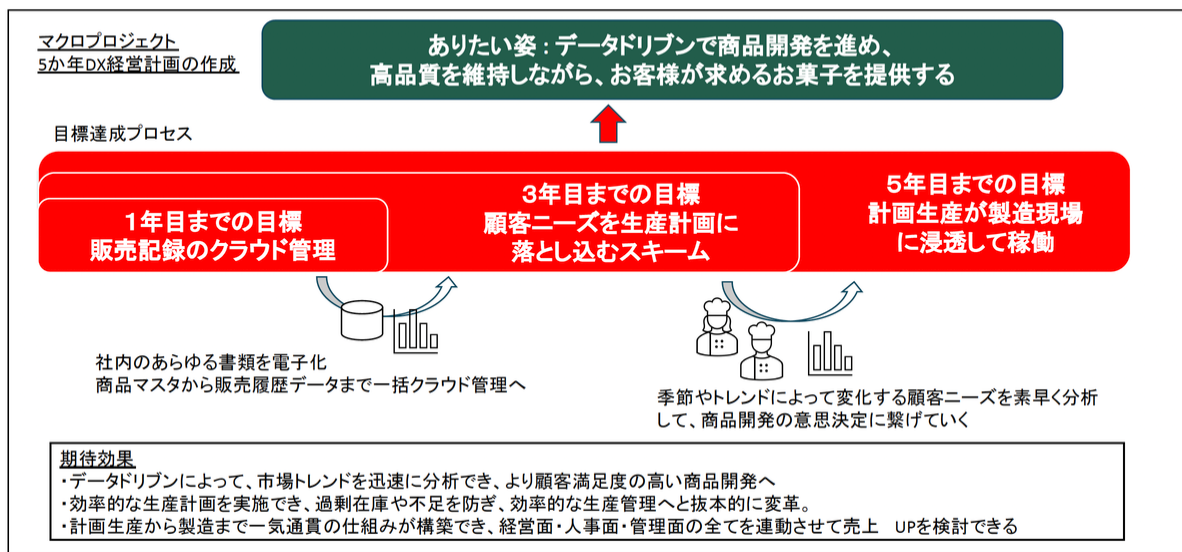 マクロプロジェクト
5か年DX経営計画の作成
ありたい姿：データドリブンで商品開発を進め、
高品質を維持しながら、お客様が求めるお菓子を提供する
目標達成プロセス
1年目までの目標
販売記録のクラウド管理
3年目までの目標
顧客ニーズを生産計画に
落とし込むスキーム
5年目までの目標
計画生産が製造現場
に浸透して稼働
社内のあらゆる書類を電子化
商品マスタから販売履歴データまで一括クラウド管理へ
季節やトレンドによって変化する顧客ニーズを素早く分析
して、商品開発の意思決定に繋げていく
期待効果
・データドリブンによって、市場トレンドを迅速に分析でき、より顧客満足度の高い商品開発へ
・効率的な生産計画を実施でき、過剰在庫や不足を防ぎ、効率的な生産管理へと抜本的に変革。
・計画生産から製造まで一気通貫の仕組みが構築でき、経営面・人事面・管理面の全てを連動させて売上　UPを検討できる